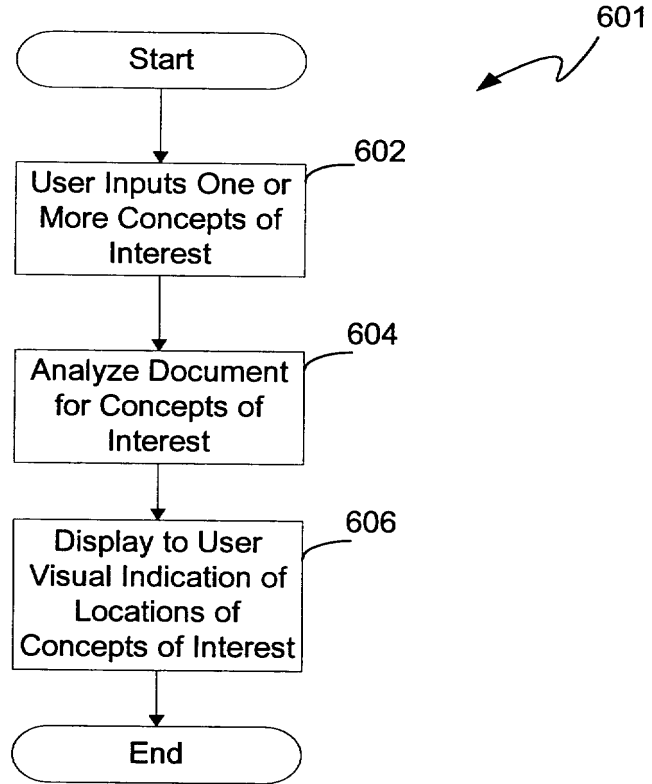 601
Start
602
User Inputs One or
More Concepts of
Interest
604
Analyze Document
for Concepts of
Interest
606
Display to User
Visual Indication of
Locations of
Concepts of Interest
End